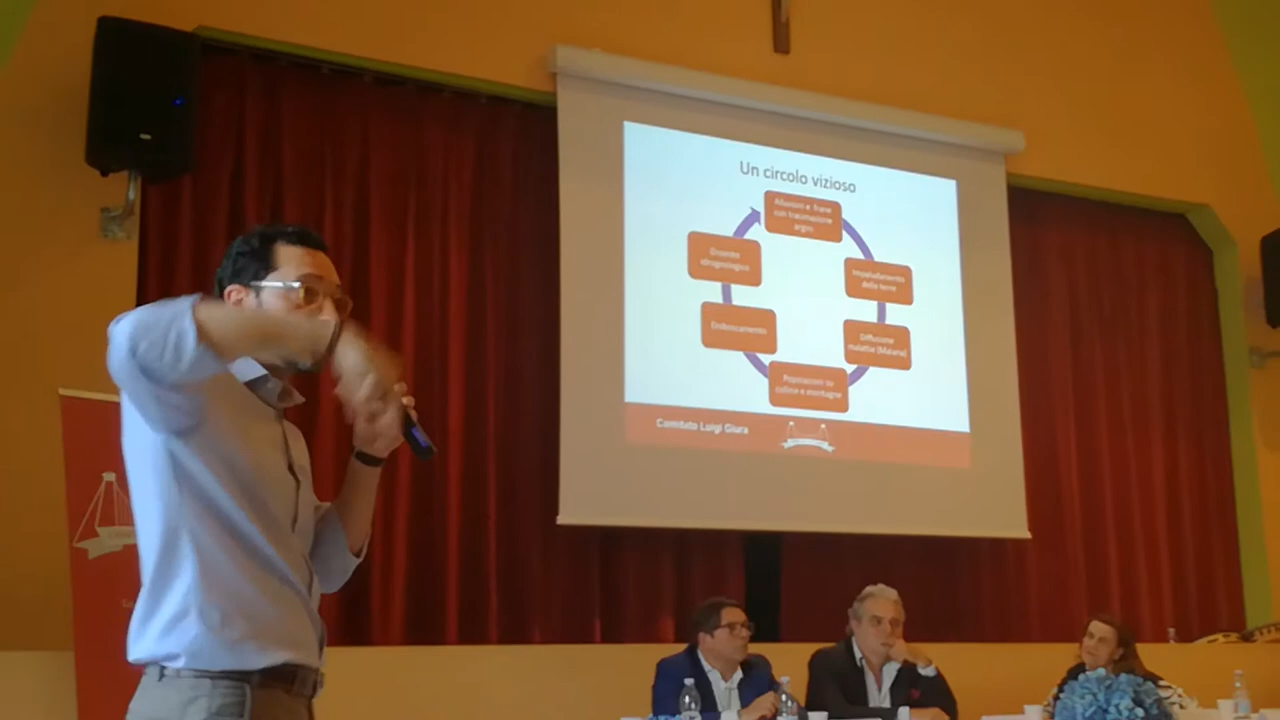 Un circolo vizioso
Alluvioni e frane
con tracimazione
argini
Dissesto
idrogeologico
Impaludamento
delle terre
Disboscamento
Diffusione
malattie (Malaria)
Popolazioni su
colline e montagne
Comitato Luigi Giura